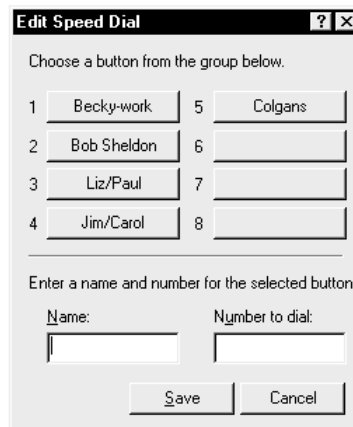 Edit Speed Dial
Choose a button from the group below.
1 Becky-work 5 Colgans
2 Bob Sheldon 6
3 Liz/Paul 7
4 Jim/Carol 8
Enter a name and number for the selected button
Name: Number to dial:
Save Cancel